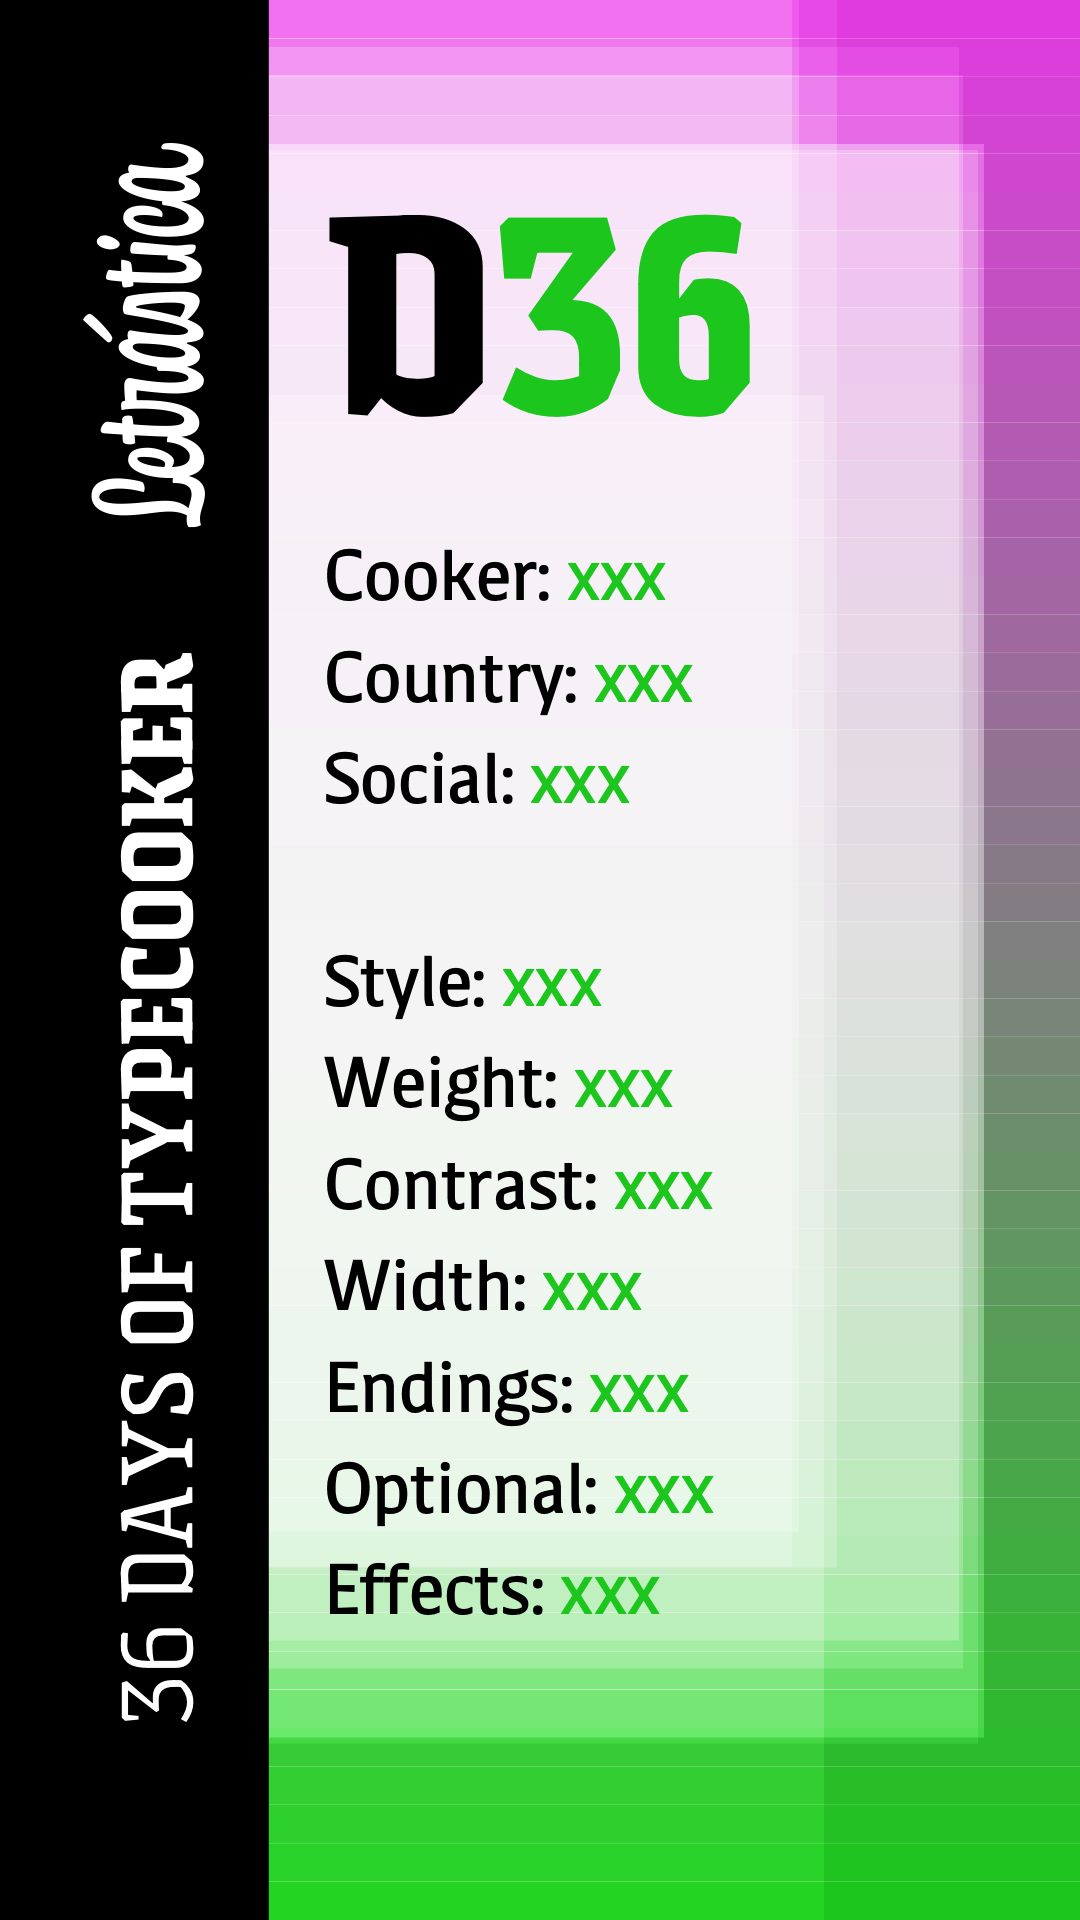 Letrástica
36 DAYS OF TYPECOOKER
D36
Cooker: xxx
Country: xxx
Social: xxx
Style: xxx
Weight: xxx
Contrast: xxx
Width: xxx
Endings: xxx
Optional: xxx
Effects: xxx